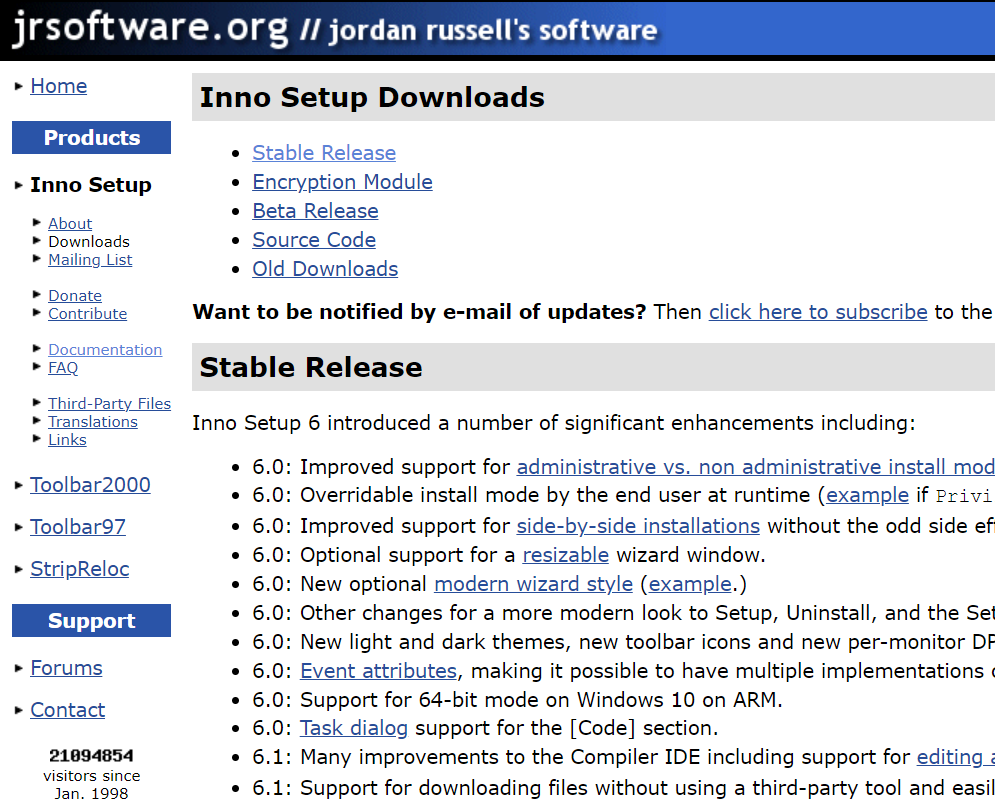 jrsoftware.org // jordan russell's software
Home
Products
Inno Setup
About
Downloads
Mailing List
Donate
Contribute
Documentation
FAQ
Third-Party Files
Translations
Links
Toolbar2000
Toolbar97
StripReloc
Support
Forums
Contact
21094854
visitors since
Jan. 1998
Inno Setup Downloads
Stable Release
Encryption Module
Beta Release
Source Code
Old Downloads
Want to be notified by e-mail of updates? Then click here to subscribe to the
Stable Release
Inno Setup 6 introduced a number of significant enhancements including:
6.0: Improved support for administrative vs. non administrative install mod
6.0: Overridable install mode by the end user at runtime (example if Privi
6.0: Improved support for side-by-side installations without the odd side ef
6.0: Optional support for a resizable wizard window.
6.0: New optional modern wizard style (example.)
6.0: Other changes for a more modern look to Setup, Uninstall, and the Set
6.0: New light and dark themes, new toolbar icons and new per-monitor DP
6.0: Event attributes, making it possible to have multiple implementations
6.0: Support for 64-bit mode on Windows 10 on ARM.
6.0: Task dialog support for the [Code] section.
6.1: Many improvements to the Compiler IDE including support for editing a
6.1: Support for downloading files without using a third-party tool and easil